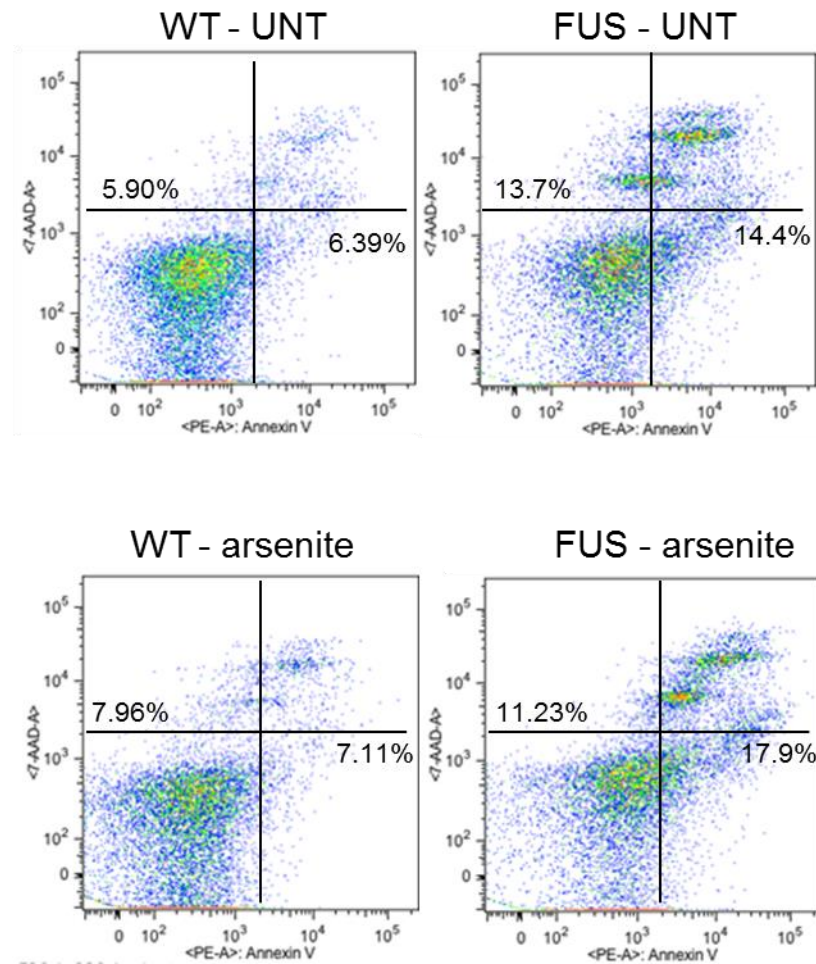 WT - UNT
FUS - UNT
10⁵
10⁴
10³
10²
0
<7-AAD-A>
5.90%
6.39%
0 10² 10³ 10⁴ 10⁵
<PE-A>: Annexin V
10⁵
10⁴
10³
10²
0
<7-AAD-A>
13.7%
14.4%
0 10² 10³ 10⁴ 10⁵
<PE-A>: Annexin V
WT - arsenite
FUS - arsenite
10⁵
10⁴
10³
10²
0
<7-AAD-A>
7.96%
7.11%
0 10² 10³ 10⁴ 10⁵
<PE-A>: Annexin V
10⁵
10⁴
10³
10²
0
<7-AAD-A>
11.23%
17.9%
0 10² 10³ 10⁴ 10⁵
<PE-A>: Annexin V